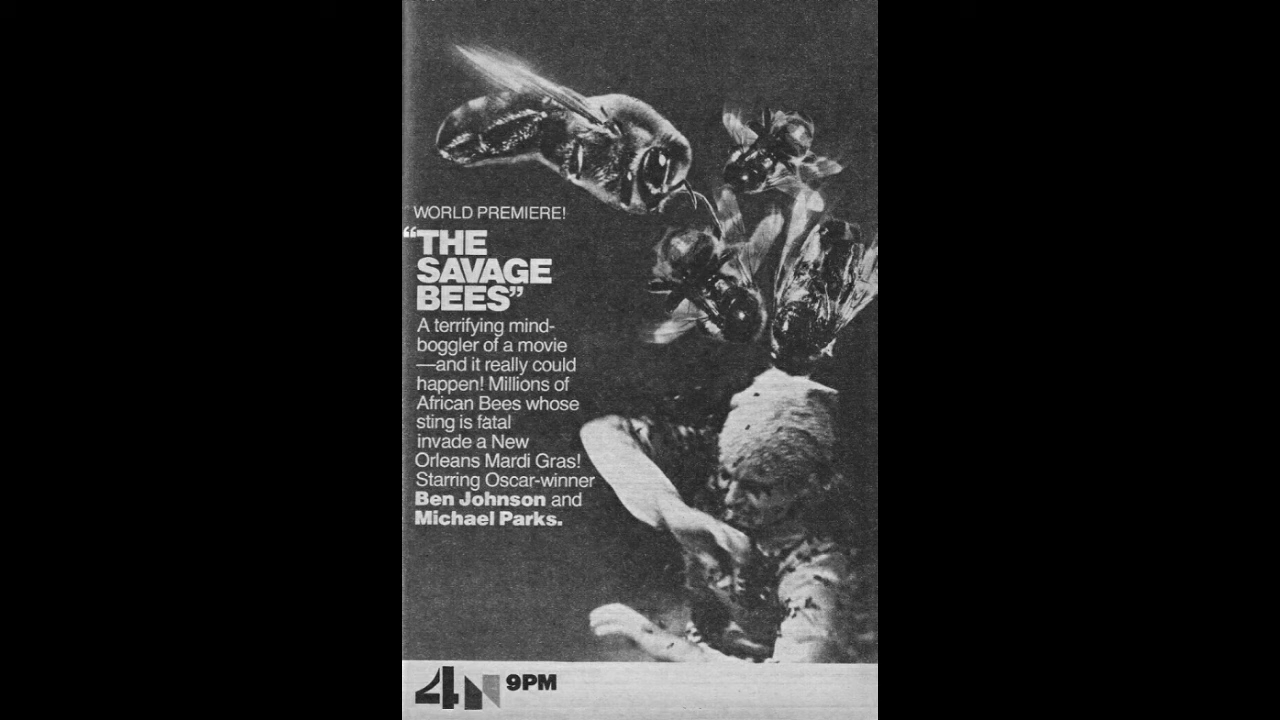 WORLD PREMIERE!
“THE
SAVAGE
BEES”
A terrifying mind-
boggler of a movie
—and it really could
happen! Millions of
African Bees whose
sting is fatal
invade a New
Orleans Mardi Gras!
Starring Oscar-winner
Ben Johnson and
Michael Parks.
4N 9PM